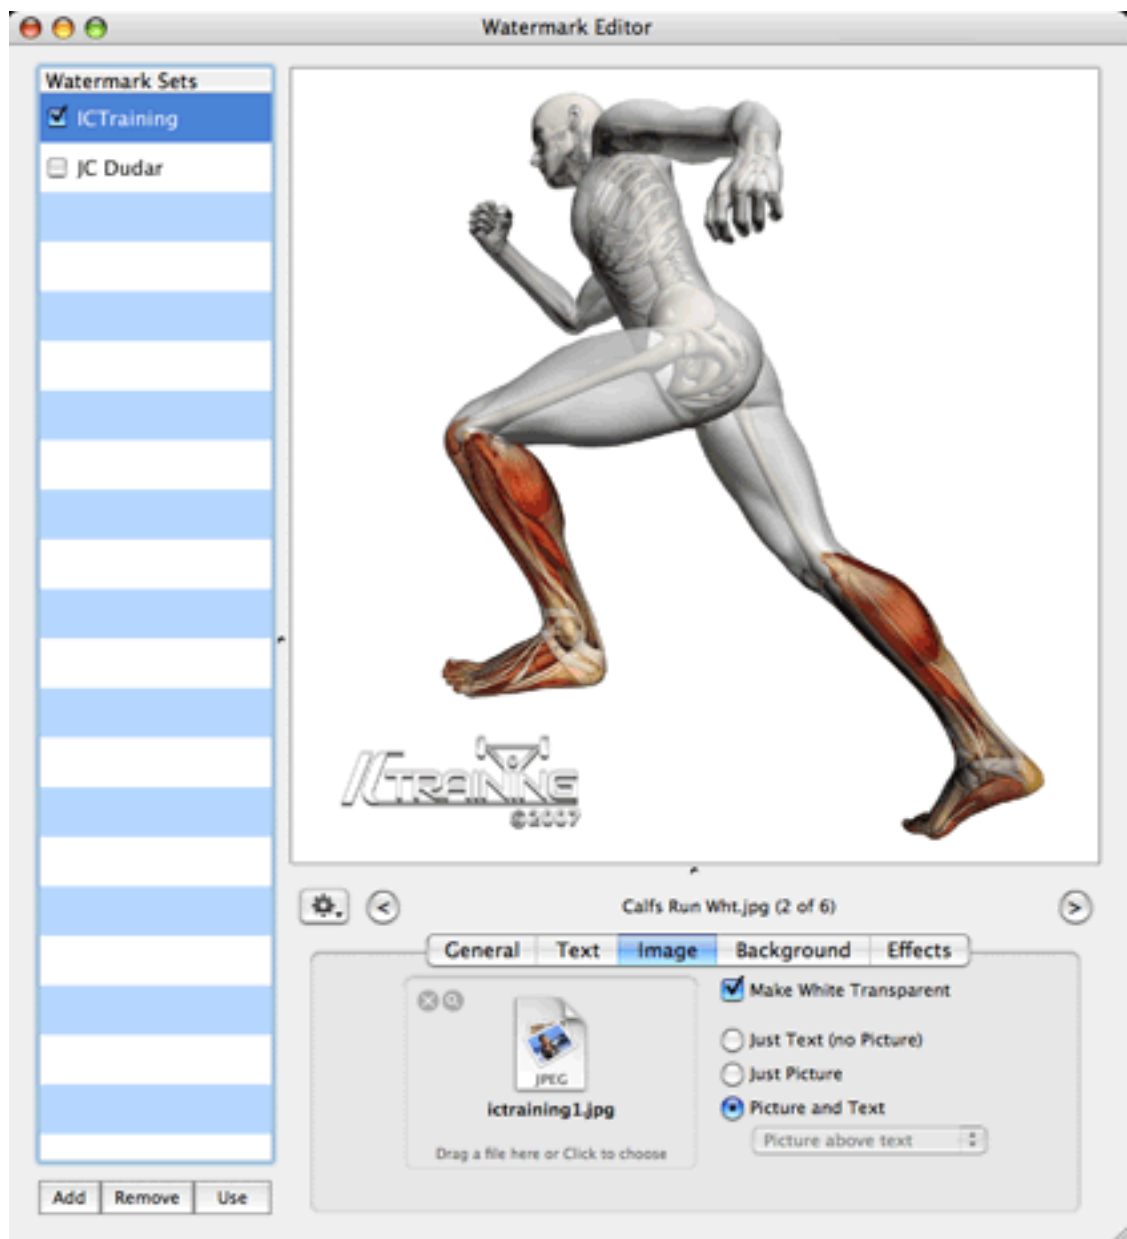 Watermark Editor
Watermark Sets
ICTraining
JC Dudar
ICTRAINING
©2007
Calfs Run Wht.jpg (2 of 6)
General Text Image Background Effects
Make White Transparent
Just Text (no Picture)
Just Picture
Picture and Text
Picture above text
JPEG
ictraining1.jpg
Drag a file here or Click to choose
Add Remove Use